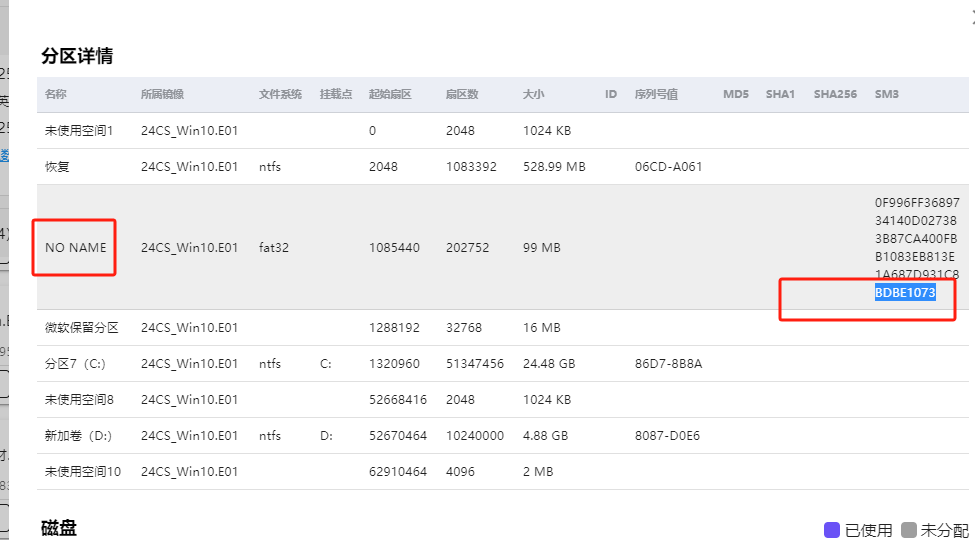 分区详情
名称 所属镜像 文件系统 挂载点 起始扇区 扇区数 大小 ID 序列号值 MD5 SHA1 SHA256 SM3
未使用空间1 24CS_Win10.E01 0 2048 1024 KB
恢复 24CS_Win10.E01 ntfs 2048 1083392 528.99 MB 06CD-A061
NO NAME 24CS_Win10.E01 fat32 1085440 202752 99 MB
0F996FF36897
34140D02738
3B87CA400FB
B1083EB813E
1A687D931C8
BDBE1073
微软保留分区 24CS_Win10.E01 1288192 32768 16 MB
分区7（C:） 24CS_Win10.E01 ntfs C: 1320960 51347456 24.48 GB 86D7-8B8A
未使用空间8 24CS_Win10.E01 52668416 2048 1024 KB
新加卷（D:） 24CS_Win10.E01 ntfs D: 52670464 10240000 4.88 GB 8087-D0E6
未使用空间10 24CS_Win10.E01 62910464 4096 2 MB
磁盘
已使用 未分配